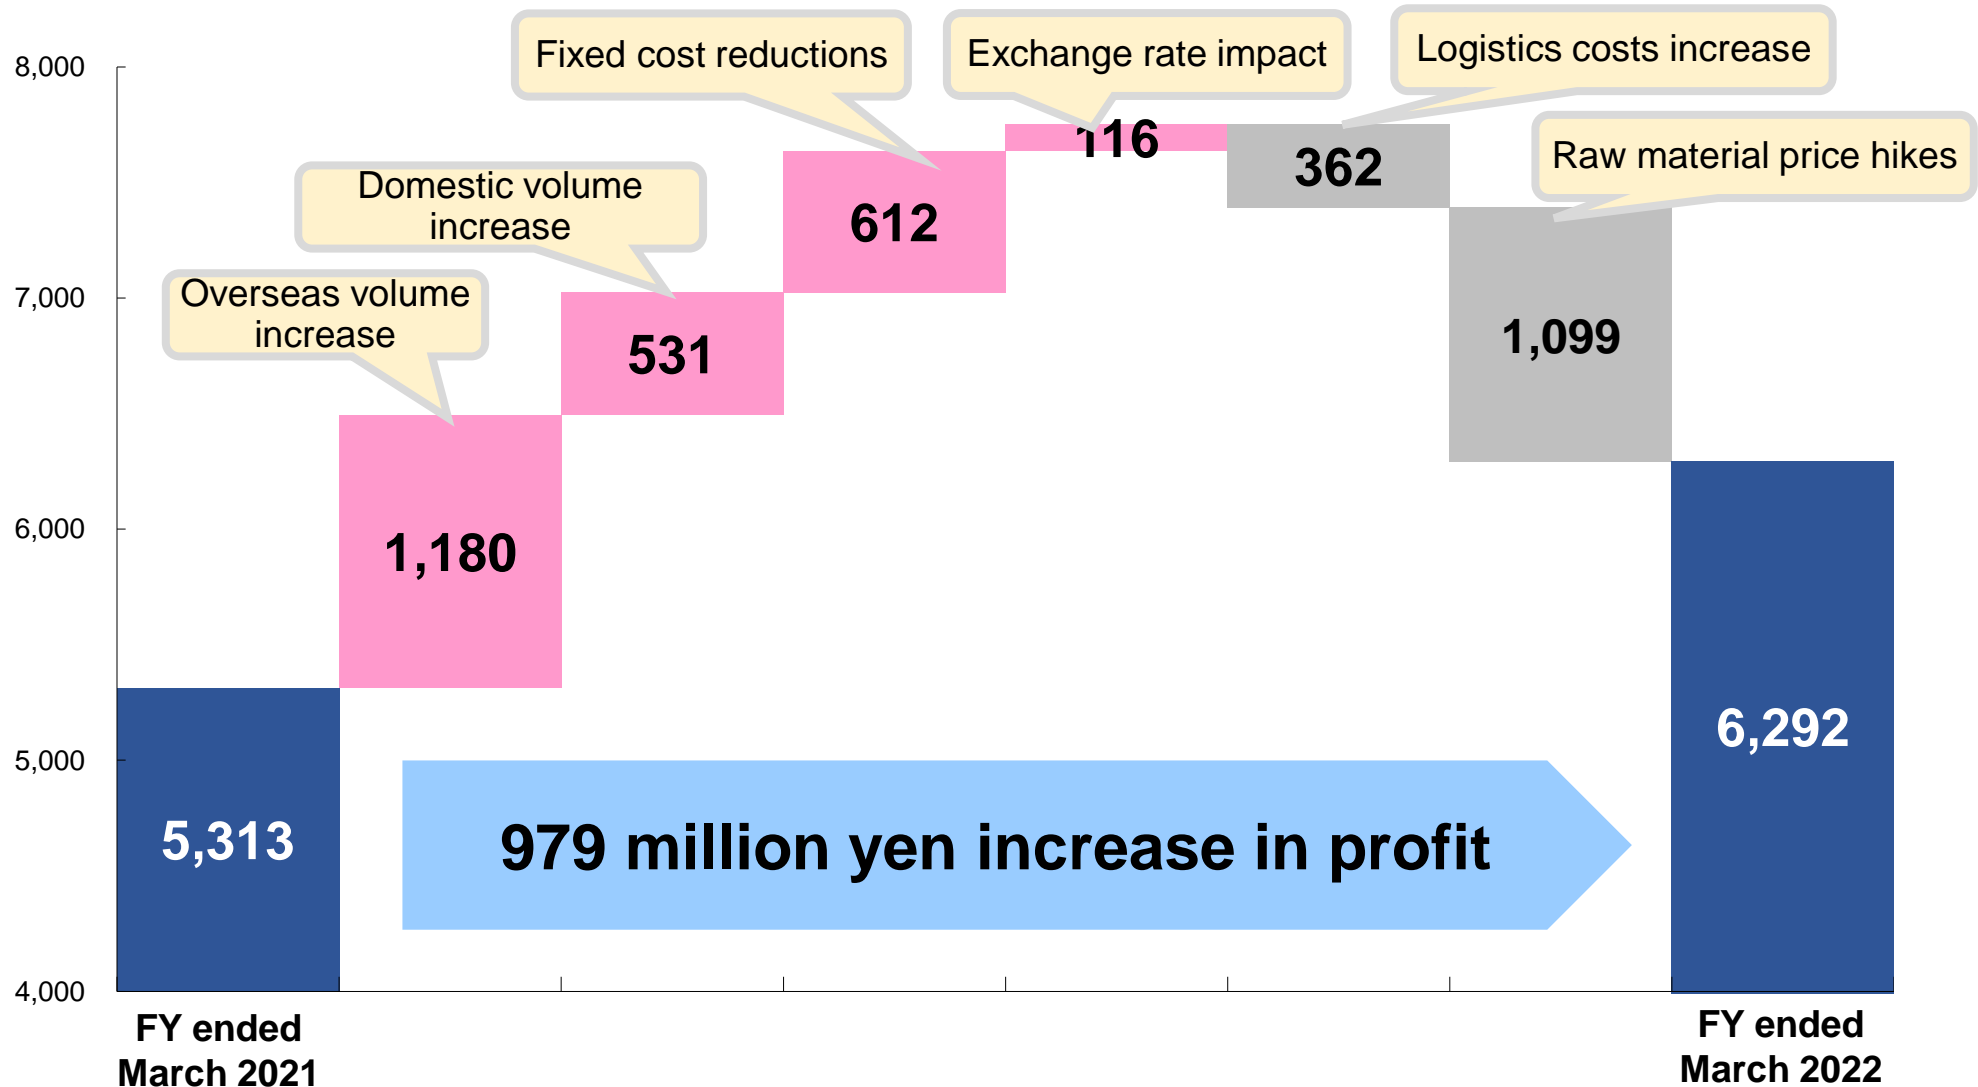 8,000
7,000
6,000
5,000
4,000
Fixed cost reductions
Exchange rate impact
Logistics costs increase
Raw material price hikes
Domestic volume
increase
Overseas volume
increase
5,313
1,180
531
612
116
362
1,099
6,292
979 million yen increase in profit
FY ended
March 2021
FY ended
March 2022